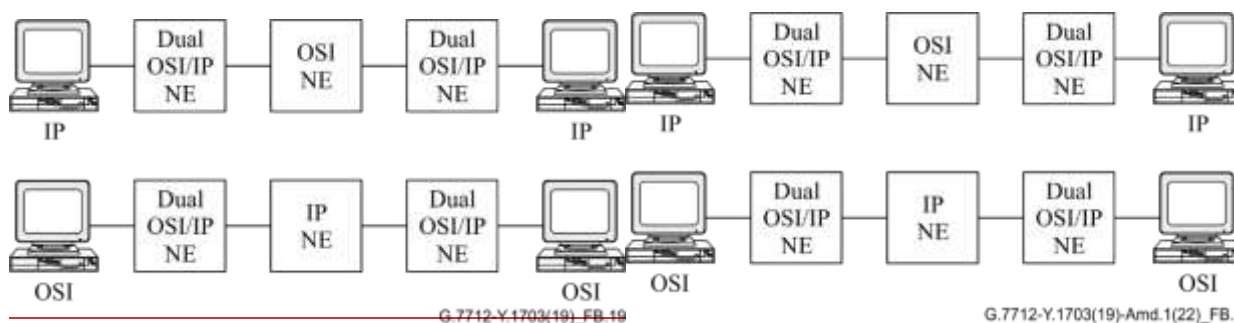 Dual OSI/IP NE
OSI NE
Dual OSI/IP NE
Dual OSI/IP NE
OSI NE
Dual OSI/IP NE
IP
IP
IP
IP
Dual OSI/IP NE
IP NE
Dual OSI/IP NE
Dual OSI/IP NE
IP NE
Dual OSI/IP NE
OSI
OSI
OSI
OSI
G.7712-Y.1703(19)_FB.19
G.7712-Y.1703(19)-Amd.1(22)_FB.